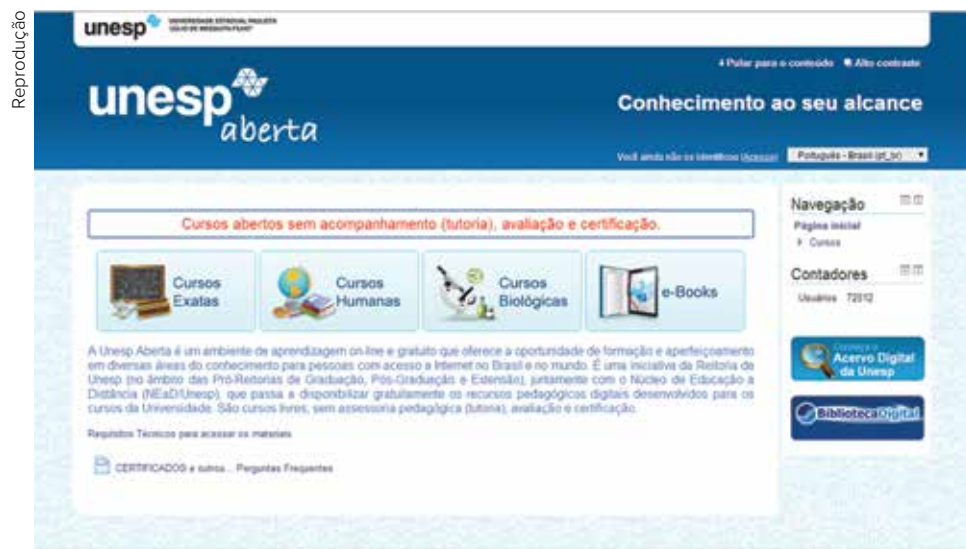 Reprodução
unesp UNIVERSIDADE ESTADUAL PAULISTA
"JÚLIO DE MESQUITA FILHO"
Pular para o conteúdo Alto contraste
unesp
aberta
Conhecimento ao seu alcance
Você ainda não se identificou (Acessar) Português - Brasil (pt_br)
Cursos abertos sem acompanhamento (tutoria), avaliação e certificação.
Cursos
Exatas
Cursos
Humanas
Cursos
Biológicas
e-Books
A Unesp Aberta é um ambiente de aprendizagem on-line e gratuito que oferece a oportunidade de formação e aperfeiçoamento
em diversas áreas do conhecimento para pessoas com acesso a Internet no Brasil e no mundo. É uma iniciativa da Reitoria da
Unesp (no âmbito das Pró-Reitorias de Graduação, Pós-Graduação e Extensão), juntamente com o Núcleo de Educação a
Distância (NEaD/Unesp), que passa a disponibilizar gratuitamente os recursos pedagógicos digitais desenvolvidos para os
cursos da Universidade. São cursos livres, sem assessoria pedagógica (tutoria), avaliação e certificação.
Requisitos Técnicos para acessar os materiais
CERTIFICADOS e outros... Perguntas Frequentes
Navegação
Página inicial
Cursos
Contadores
Usuários 72012
Conheça o
Acervo Digital
da Unesp
BibliotecaDigital